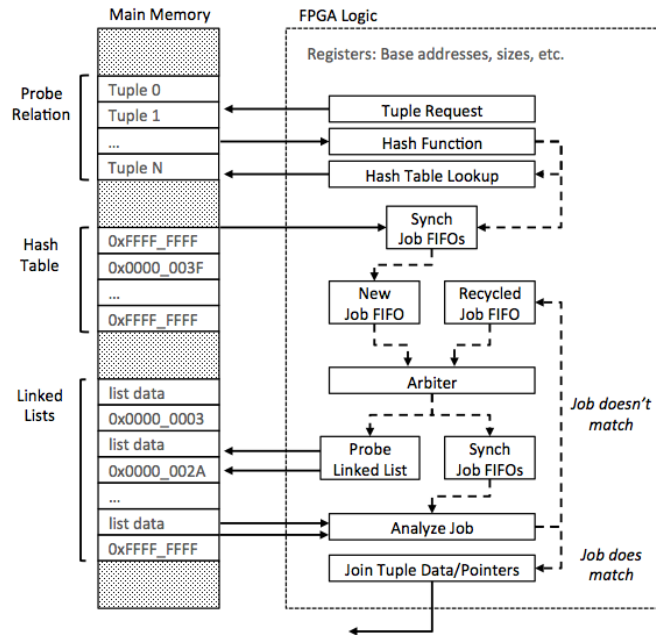 Main Memory
FPGA Logic
Registers: Base addresses, sizes, etc.
Probe
Relation
Tuple 0
Tuple 1
...
Tuple N
Tuple Request
Hash Function
Hash Table Lookup
Synch
Job FIFOs
Hash
Table
0xFFFF_FFFF
0x0000_003F
...
0xFFFF_FFFF
New
Job FIFO
Recycled
Job FIFO
Arbiter
Linked
Lists
list data
0x0000_0003
list data
0x0000_002A
...
list data
0xFFFF_FFFF
Probe
Linked List
Synch
Job FIFOs
Job doesn't
match
Analyze Job
Join Tuple Data/Pointers
Job does
match